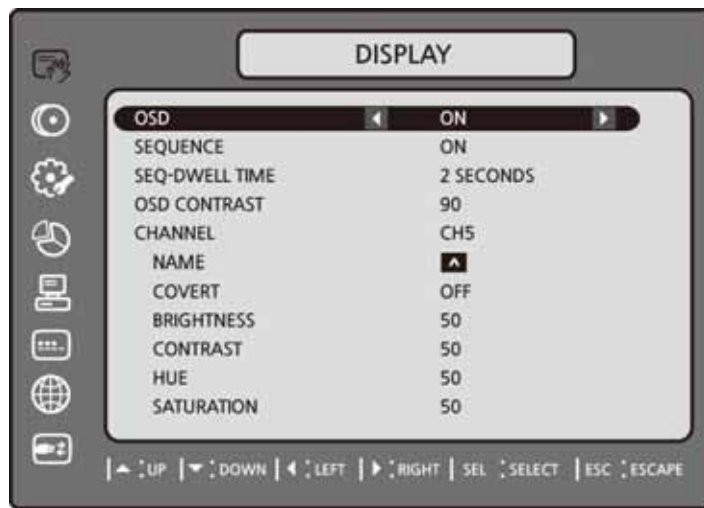 DISPLAY
OSD ON
SEQUENCE ON
SEQ-DWELL TIME 2 SECONDS
OSD CONTRAST 90
CHANNEL CH5
NAME ^
COVERT OFF
BRIGHTNESS 50
CONTRAST 50
HUE 50
SATURATION 50
UP DOWN LEFT RIGHT SEL SELECT ESC ESCAPE